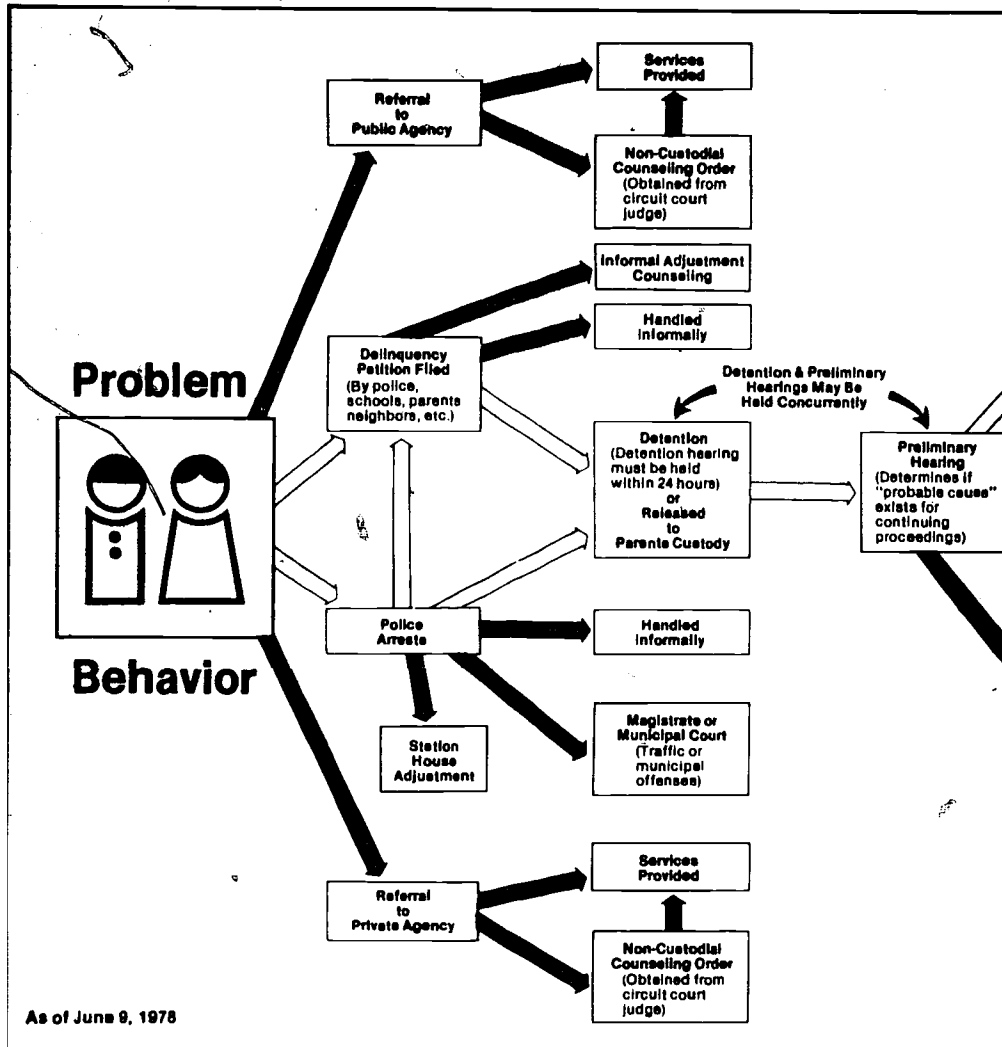 Services
Provided
Referral
to
Public Agency
Non-Custodial
Counseling Order
(Obtained from
circuit court
judge)
Informal Adjustment
Counseling
Handled
Informally
Problem
Behavior
Delinquency
Petition Filed
(By police,
schools, parents
neighbors, etc.)
Detention & Preliminary
Hearings May Be
Held Concurrently
Detention
(Detention hearing
must be held
within 24 hours)
or
Released
to
Parents Custody
Preliminary
Hearing
(Determines if
"probable cause"
exists for
continuing
proceedings)
Police
Arrests
Handled
Informally
Station
House
Adjustment
Magistrate or
Municipal Court
(Traffic or
municipal
offenses)
Services
Provided
Referral
to
Private Agency
Non-Custodial
Counseling Order
(Obtained from
circuit court
judge)
As of June 9, 1978